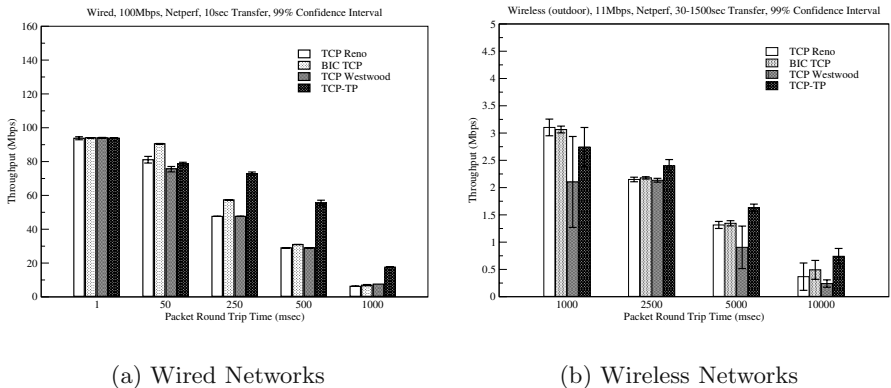 Wired, 100Mbps, Netperf, 10sec Transfer, 99% Confidence Interval
160
140
120
100
80
60
40
20
0
Throughput (Mbps)
TCP Reno
BIC TCP
TCP Westwood
TCP-TP
1 50 250 500 1000
Packet Round Trip Time (msec)
(a) Wired Networks
Wireless (outdoor), 11Mbps, Netperf, 30-1500sec Transfer, 99% Confidence Interval
5
4.5
4
3.5
3
2.5
2
1.5
1
0.5
0
Throughput (Mbps)
TCP Reno
BIC TCP
TCP Westwood
TCP-TP
1000 2500 5000 10000
Packet Round Trip Time (msec)
(b) Wireless Networks